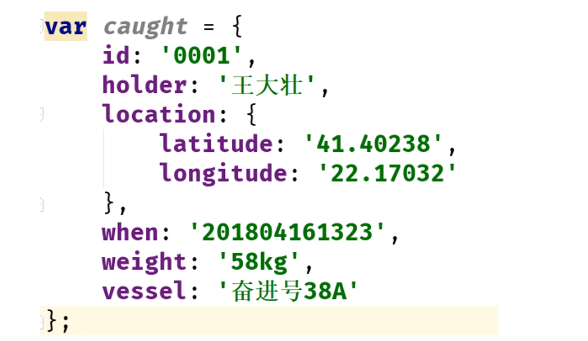 var caught = {
    id: '0001',
    holder: '王大壮',
    location: {
        latitude: '41.40238',
        longitude: '22.17032'
    },
    when: '201804161323',
    weight: '58kg',
    vessel: '奋进号38A'
};